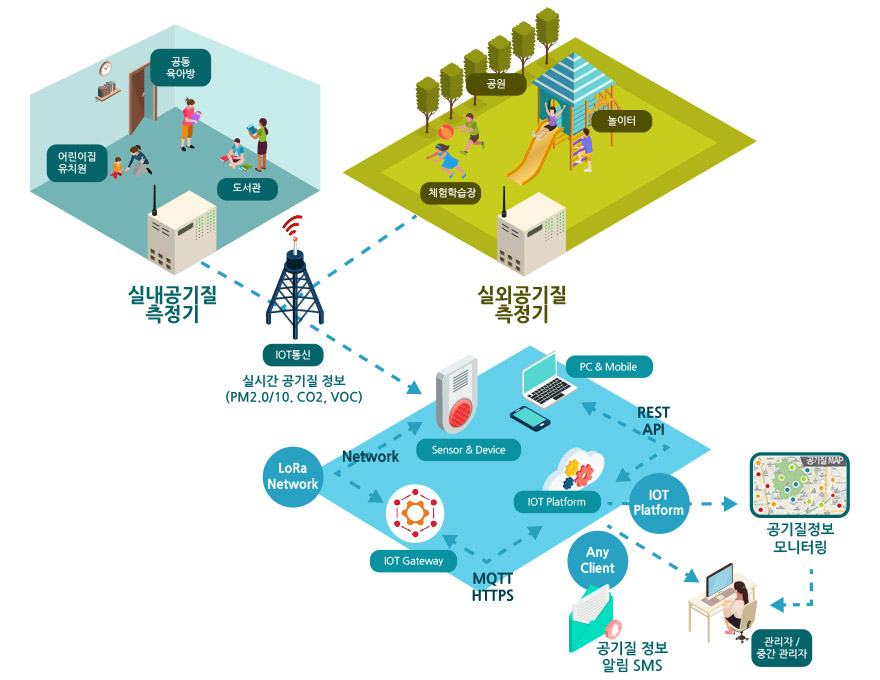 공동
육아방
어린이집
유치원
도서관
공원
놀이터
체험학습장
실내공기질
측정기
실외공기질
측정기
IOT통신
실시간 공기질 정보
(PM2.0/10. CO2, VOC)
PC & Mobile
REST
API
Sensor & Device
Network
LoRa
Network
IOT Platform
IOT
Platform
IOT Gateway
MQTT
HTTPS
Any
Client
공기질 MAP
공기질정보
모니터링
공기질 정보
알림 SMS
관리자 /
중간 관리자